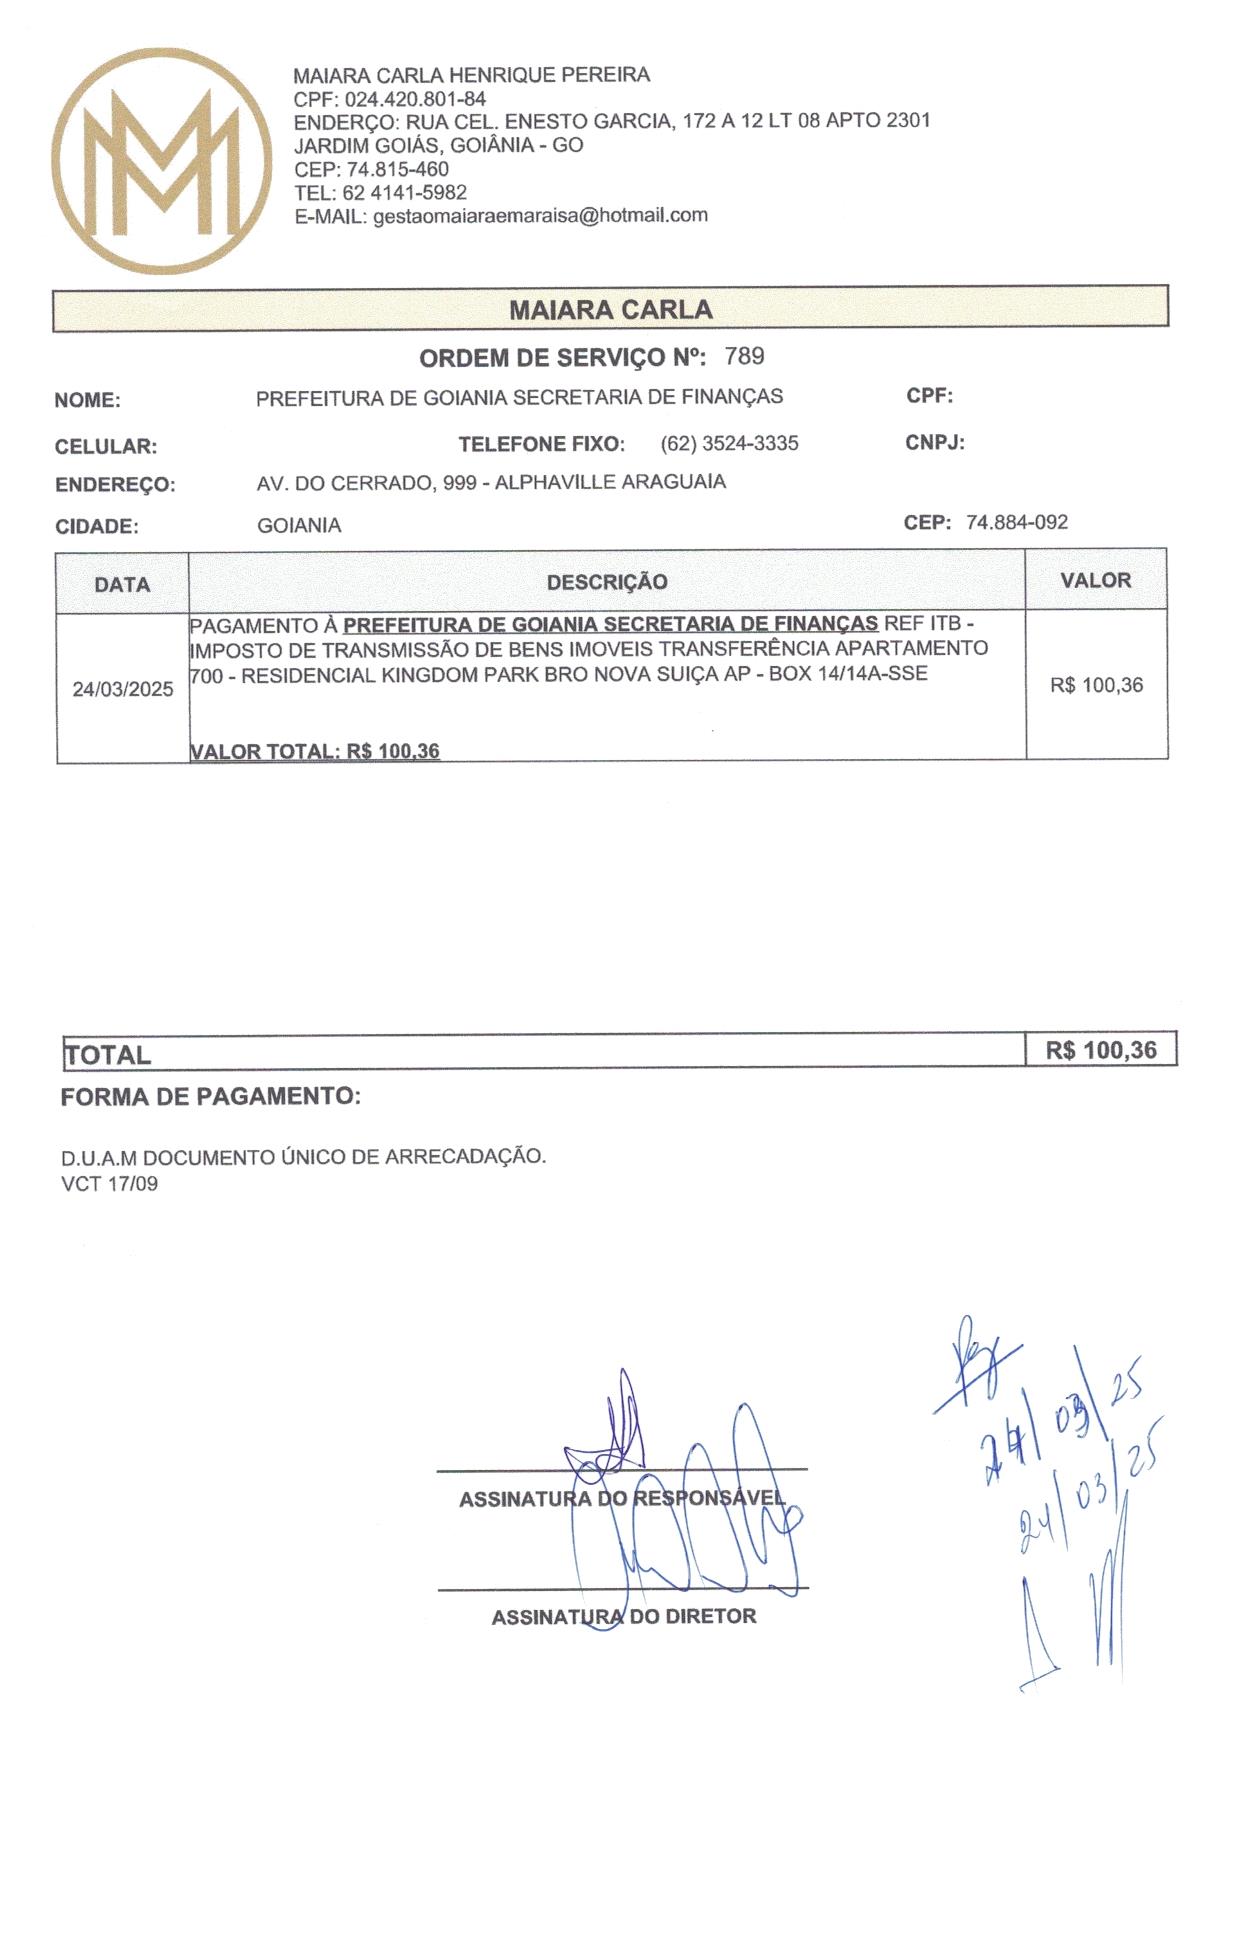 MAIARA CARLA HENRIQUE PEREIRA
CPF: 024.420.801-84
ENDERÇO: RUA CEL. ENESTO GARCIA, 172 A 12 LT 08 APTO 2301
JARDIM GOIÁS, GOIÂNIA - GO
CEP: 74.815-460
TEL: 62 4141-5982
E-MAIL: gestaomaiaraemaraisa@hotmail.com
MAIARA CARLA
ORDEM DE SERVIÇO Nº: 789
NOME: PREFEITURA DE GOIANIA SECRETARIA DE FINANÇAS CPF:
CELULAR: TELEFONE FIXO: (62) 3524-3335 CNPJ:
ENDEREÇO: AV. DO CERRADO, 999 - ALPHAVILLE ARAGUAIA
CIDADE: GOIANIA CEP: 74.884-092
DATA DESCRIÇÃO VALOR
PAGAMENTO À PREFEITURA DE GOIANIA SECRETARIA DE FINANÇAS REF ITB -
IMPOSTO DE TRANSMISSÃO DE BENS IMOVEIS TRANSFERÊNCIA APARTAMENTO
700 - RESIDENCIAL KINGDOM PARK BRO NOVA SUIÇA AP - BOX 14/14A-SSE
24/03/2025 R$ 100,36
VALOR TOTAL: R$ 100,36
TOTAL R$ 100,36
FORMA DE PAGAMENTO:
D.U.A.M DOCUMENTO ÚNICO DE ARRECADAÇÃO.
VCT 17/09
24/03/25
24/03/25
ASSINATURA DO RESPONSÁVEL
ASSINATURA DO DIRETOR